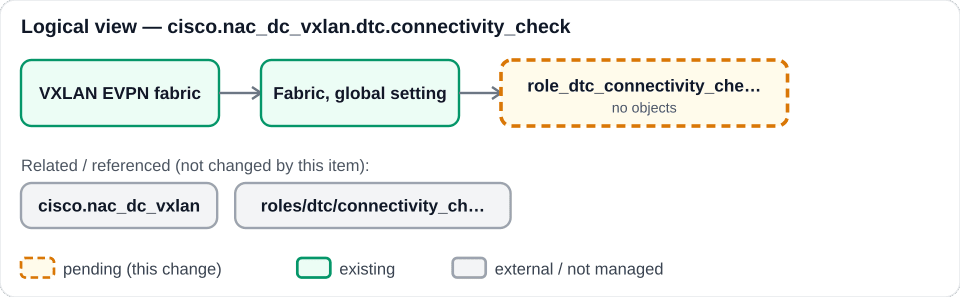 Logical view — cisco.nac_dc_vxlan.dtc.connectivity_check
VXLAN EVPN fabric
Fabric, global setting
role_dtc_connectivity_che…
no objects
Related / referenced (not changed by this item):
cisco.nac_dc_vxlan
roles/dtc/connectivity_ch…
pending (this change)
existing
external / not managed